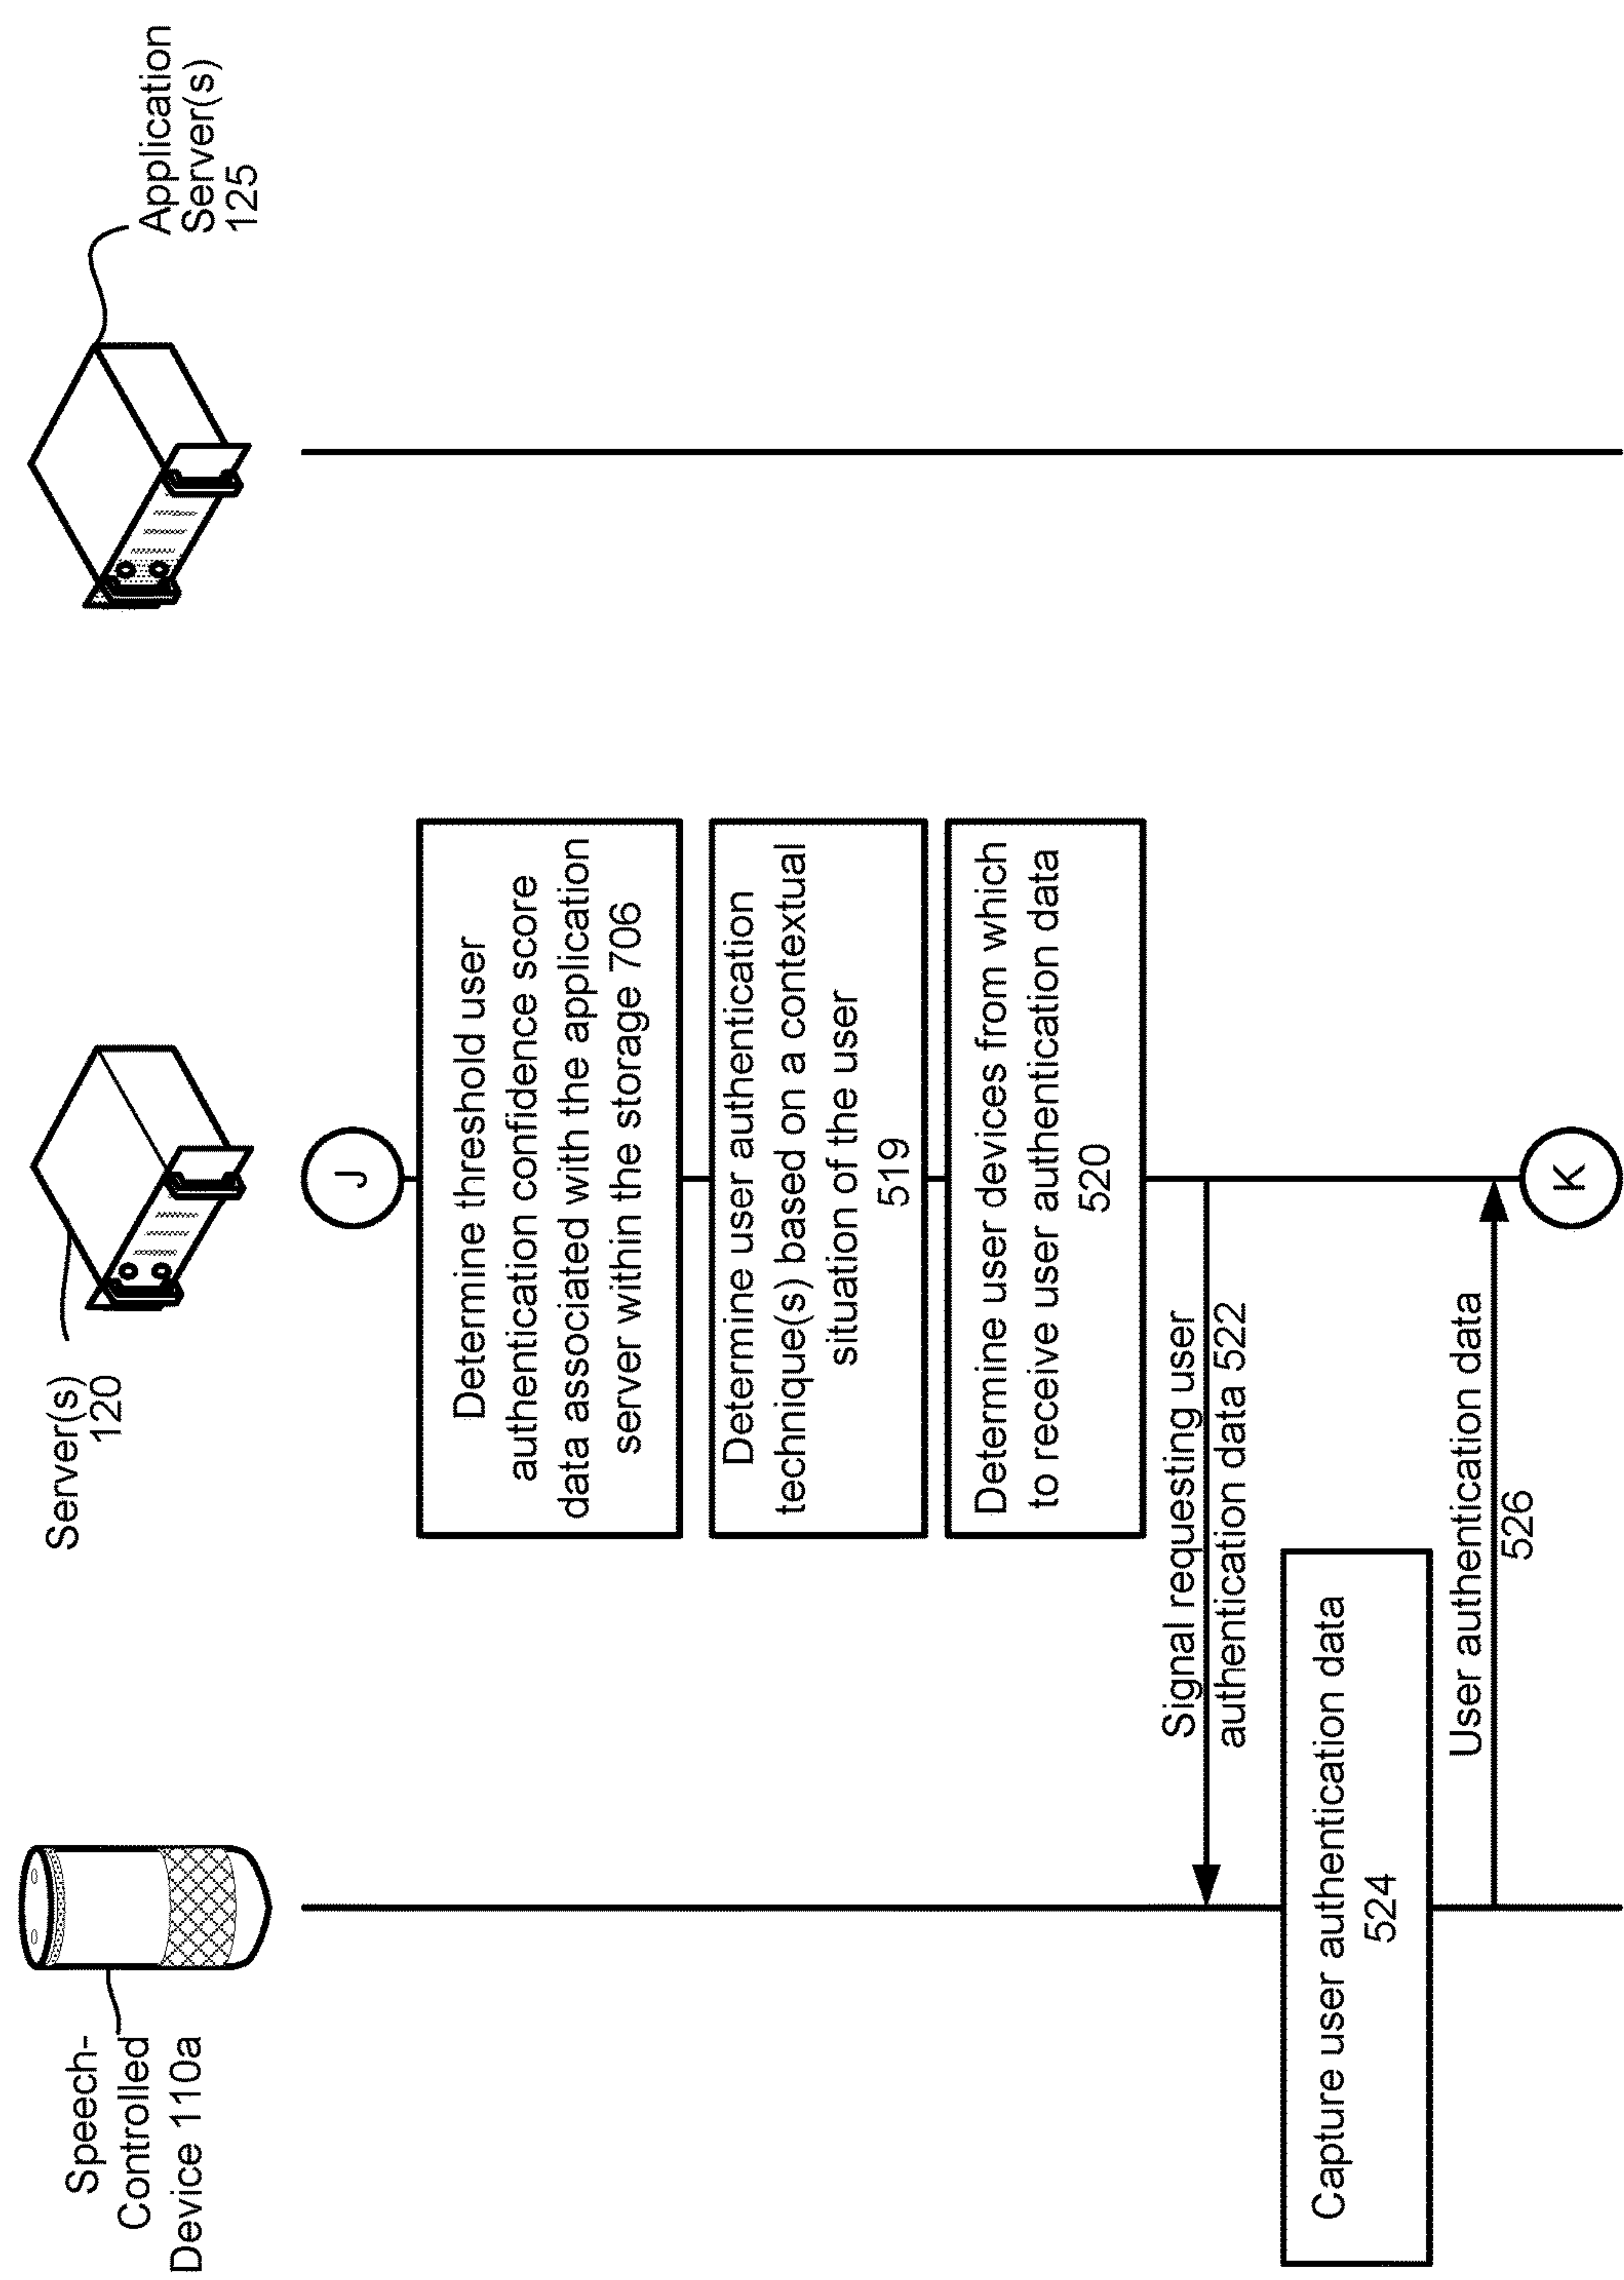 Speech-
Controlled
Device 110a
Server(s)
120
Application
Server(s)
125
J
Determine threshold user
authentication confidence score
data associated with the application
server within the storage 706
Determine user authentication
technique(s) based on a contextual
situation of the user
519
Determine user devices from which
to receive user authentication data
520
Signal requesting user
authentication data 522
Capture user authentication data
524
User authentication data
526
K